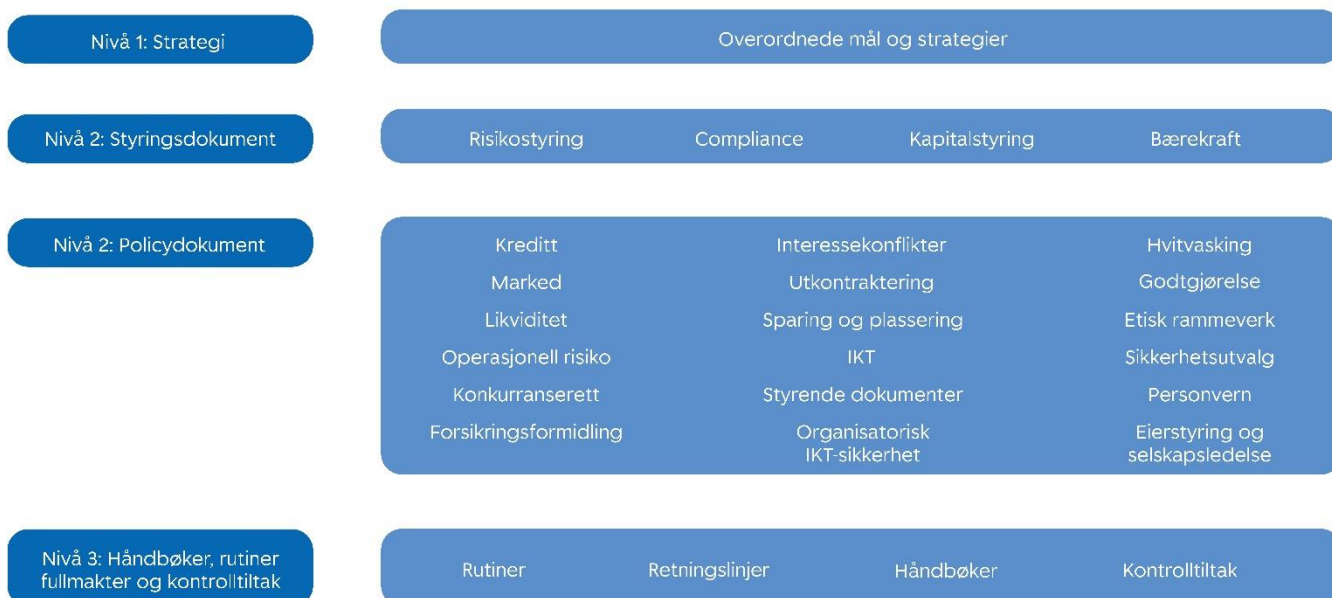 Nivå 1: Strategi
Overordnede mål og strategier
Nivå 2: Styringsdokument
Risikostyring Compliance Kapitalstyring Bærekraft
Nivå 2: Policydokument
Kreditt Interessekonflikter Hvitvasking
Marked Utkontraktering Godtgjørelse
Likviditet Sparing og plassering Etisk rammeverk
Operasjonell risiko IKT Sikkerhetsutvalg
Konkurranserett Styrende dokumenter Personvern
Forsikringsformidling Organisatorisk Eierstyring og
IKT-sikkerhet selskapsledelse
Nivå 3: Håndbøker, rutiner
fullmakter og kontrolltiltak
Rutiner Retningslinjer Håndbøker Kontrolltiltak